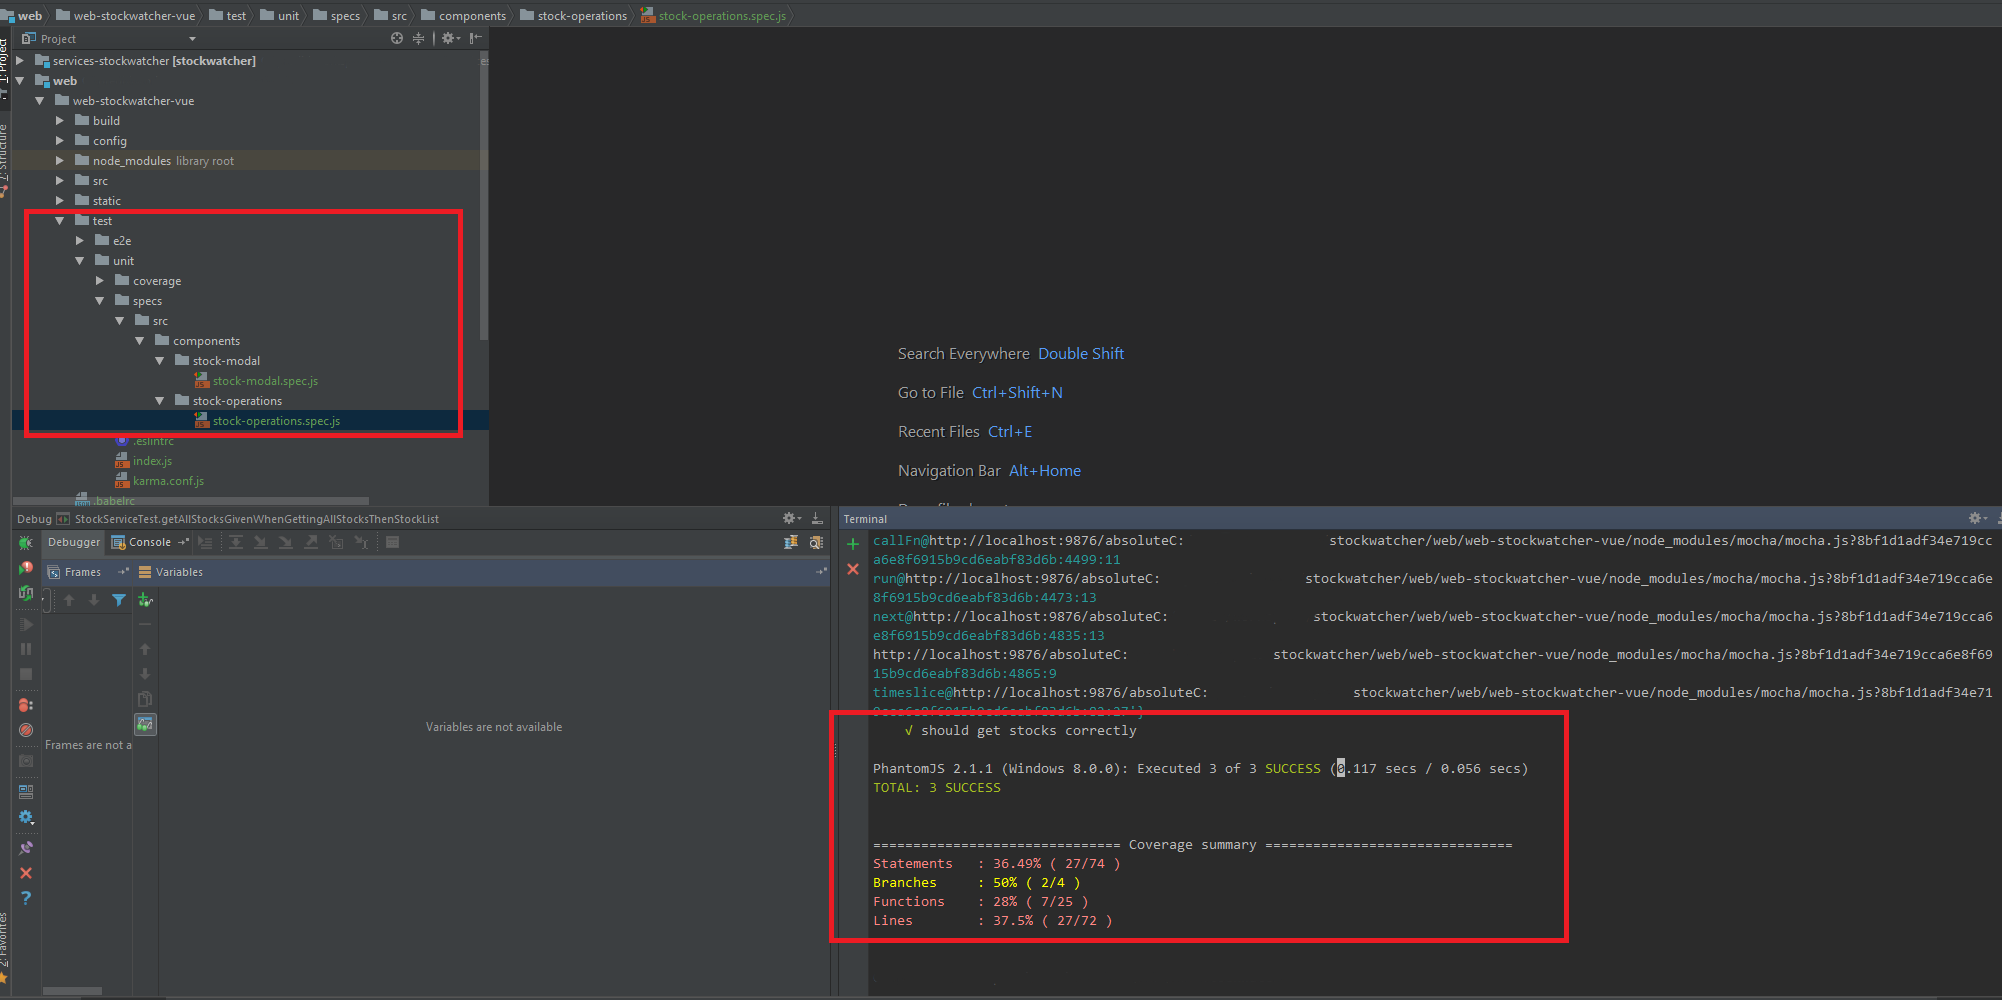 web web-stockwatcher-vue test unit specs src components stock-operations stock-operations.spec.js
1: Project
Project
services-stockwatcher [stockwatcher]
web
web-stockwatcher-vue
build
config
node_modules library root
src
static
test
e2e
unit
coverage
specs
src
components
stock-modal
stock-modal.spec.js
stock-operations
stock-operations.spec.js
.eslintrc
index.js
karma.conf.js
.babelrc
7: Structure
2: Favorites
Search Everywhere Double Shift
Go to File Ctrl+Shift+N
Recent Files Ctrl+E
Navigation Bar Alt+Home
Debug StockServiceTest.getAllStocksGivenWhenGettingAllStocksThenStockList
Debugger Console
Frames Variables
Frames are not a
Variables are not available
Terminal
callFn@http://localhost:9876/absoluteC: stockwatcher/web/web-stockwatcher-vue/node_modules/mocha/mocha.js?8bf1d1adf34e719cc
a6e8f6915b9cd6eabf83d6b:4499:11
run@http://localhost:9876/absoluteC: stockwatcher/web/web-stockwatcher-vue/node_modules/mocha/mocha.js?8bf1d1adf34e719cca6e
8f6915b9cd6eabf83d6b:4473:13
next@http://localhost:9876/absoluteC: stockwatcher/web/web-stockwatcher-vue/node_modules/mocha/mocha.js?8bf1d1adf34e719cca6
e8f6915b9cd6eabf83d6b:4835:13
http://localhost:9876/absoluteC: stockwatcher/web/web-stockwatcher-vue/node_modules/mocha/mocha.js?8bf1d1adf34e719cca6e8f69
15b9cd6eabf83d6b:4865:9
timeslice@http://localhost:9876/absoluteC: stockwatcher/web/web-stockwatcher-vue/node_modules/mocha/mocha.js?8bf1d1adf34e71
9cca6e8f6915b9cd6eabf83d6b:82:27'}
√ should get stocks correctly
PhantomJS 2.1.1 (Windows 8.0.0): Executed 3 of 3 SUCCESS (0.117 secs / 0.056 secs)
TOTAL: 3 SUCCESS
=============================== Coverage summary ===============================
Statements : 36.49% ( 27/74 )
Branches : 50% ( 2/4 )
Functions : 28% ( 7/25 )
Lines : 37.5% ( 27/72 )